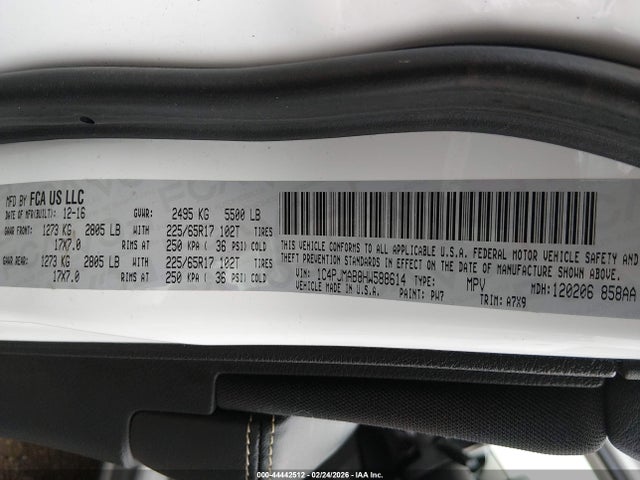 MFD BY FCA US LLC
DATE OF MFR(BUILT): 12-16 GVWR: 2495 KG 5500 LB
GAWR FRONT: 1273 KG 2805 LB WITH 225/65R17 102T TIRES
17X7.0 RIMS AT 250 KPA ( 36 PSI) COLD
GAWR REAR: 1273 KG 2805 LB WITH 225/65R17 102T TIRES
17X7.0 RIMS AT 250 KPA ( 36 PSI) COLD
THIS VEHICLE CONFORMS TO ALL APPLICABLE U.S.A. FEDERAL MOTOR VEHICLE SAFETY, BUMPER AND
THEFT PREVENTION STANDARDS IN EFFECT ON THE DATE OF MANUFACTURE SHOWN ABOVE.
VIN: 1C4PJMAB8HW588614 TYPE: MPV MDH: 120206 858AA
VEHICLE MADE IN U.S.A. PAINT: PW7 TRIM: A7X9
000-44442512 - 02/24/2026 - IAA, Inc.